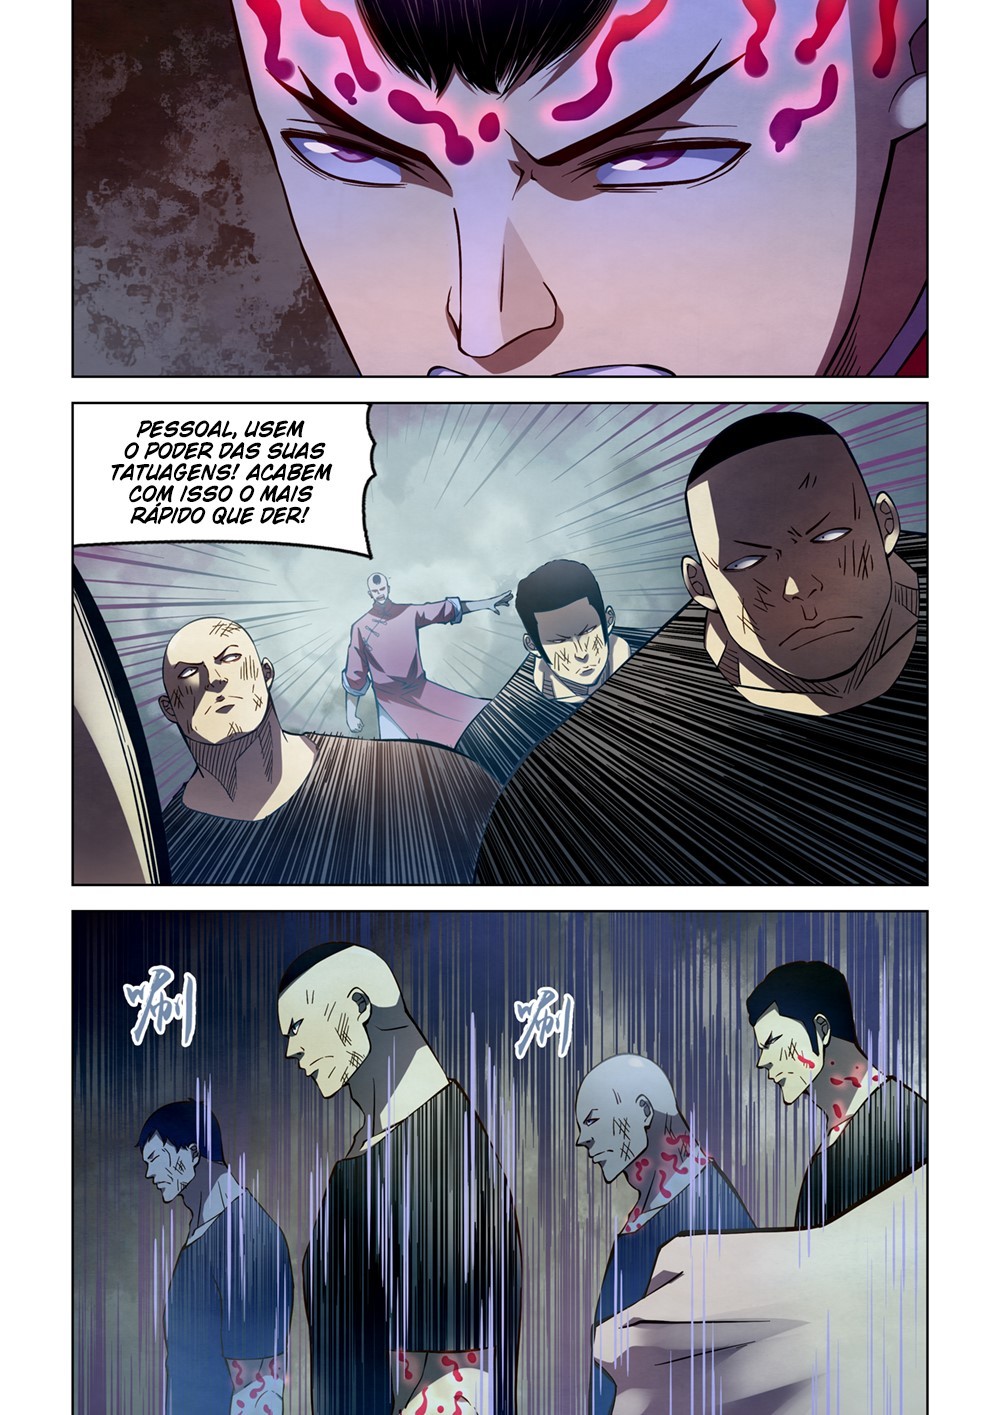 PESSOAL, USEM
O PODER DAS SUAS
TATUAGENS! ACABEM
COM ISSO O MAIS
RÁPIDO QUE DER!
唰
唰